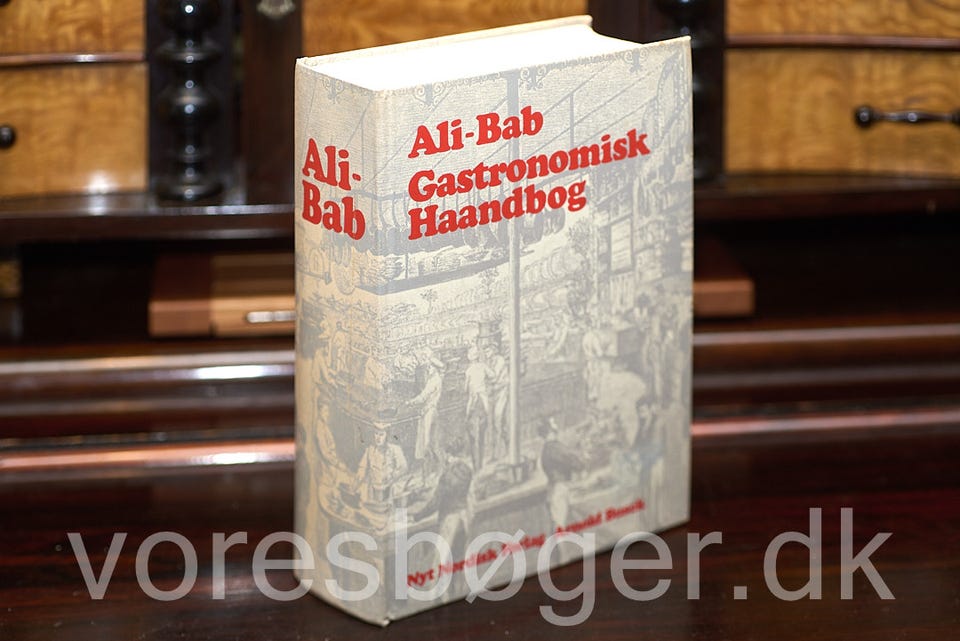 Ali-
Bab
Ali-Bab
Gastronomisk
Haandbog
Nyt Nordisk Forlag · Arnold Busck
voresbøger.dk